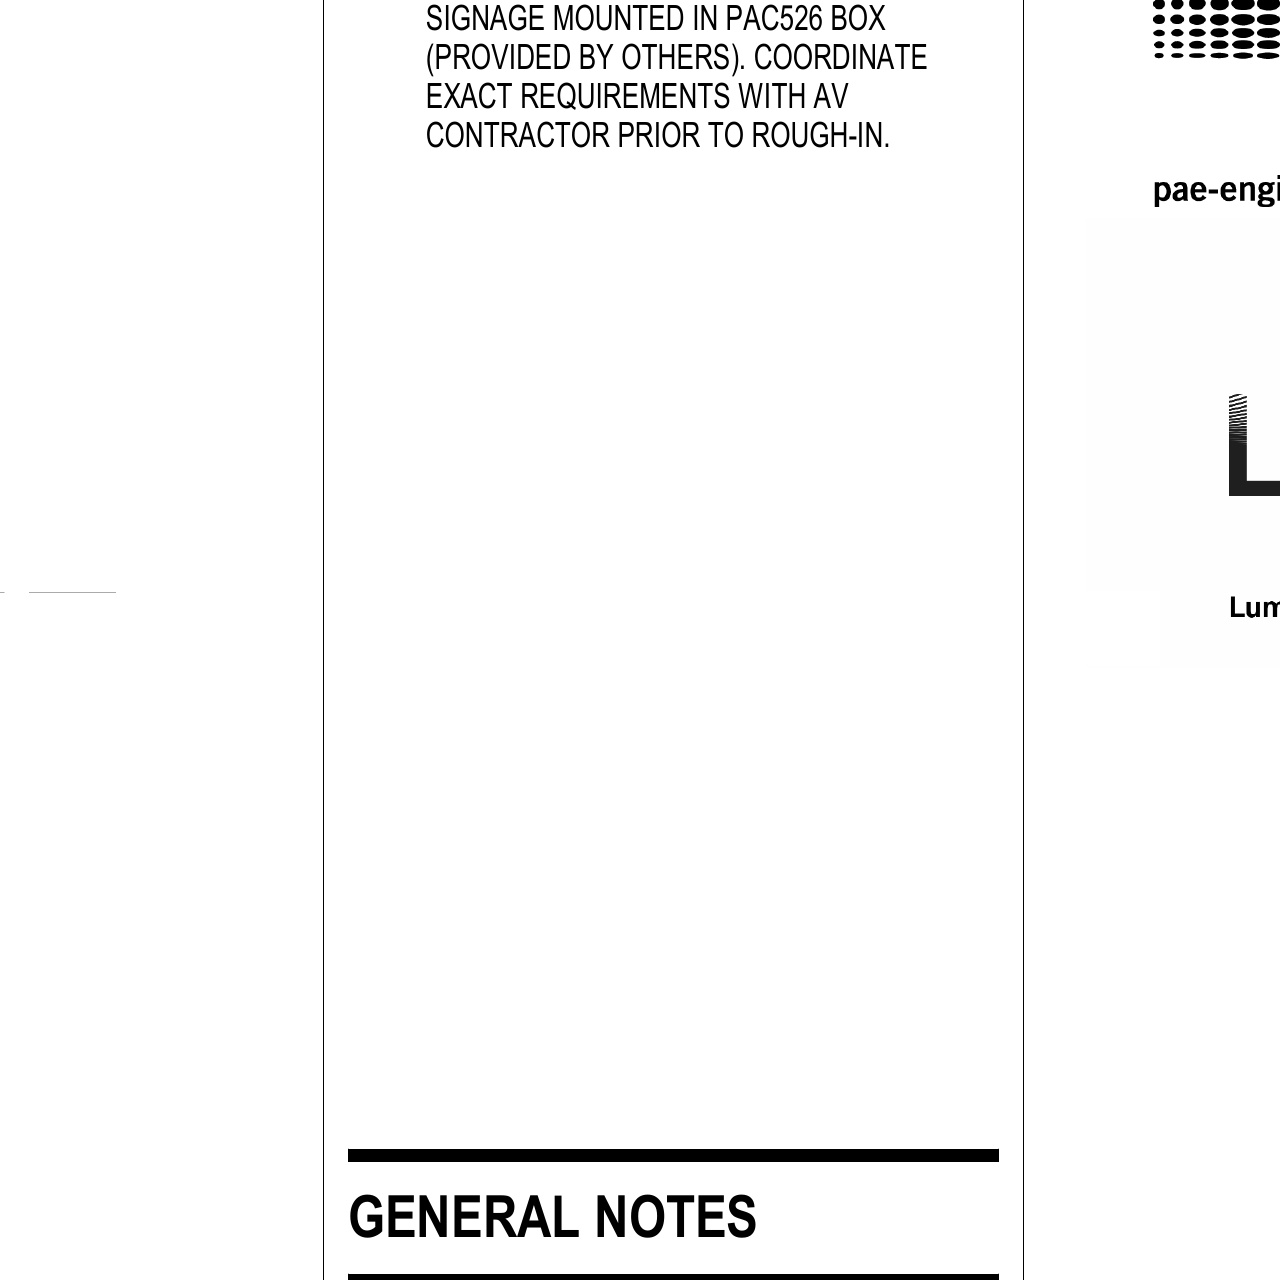 SIGNAGE MOUNTED IN PAC526 BOX
(PROVIDED BY OTHERS). COORDINATE
EXACT REQUIREMENTS WITH AV
CONTRACTOR PRIOR TO ROUGH-IN.
pae-engi
L
Lum
GENERAL NOTES